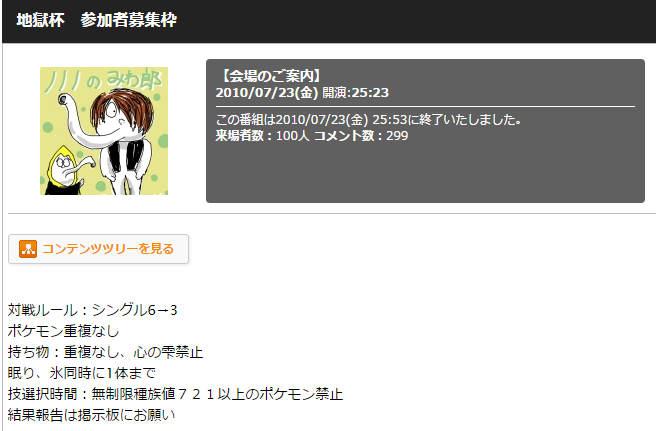 地獄杯　参加者募集枠
川川のみわ郎
【会場のご案内】
2010/07/23(金) 開演:25:23
この番組は2010/07/23(金) 25:53に終了いたしました。
来場者数：100人 コメント数：299
コンテンツツリーを見る
対戦ルール：シングル6→3
ポケモン重複なし
持ち物：重複なし、心の雫禁止
眠り、氷同時に1体まで
技選択時間：無制限種族値７２１以上のポケモン禁止
結果報告は掲示板にお願い